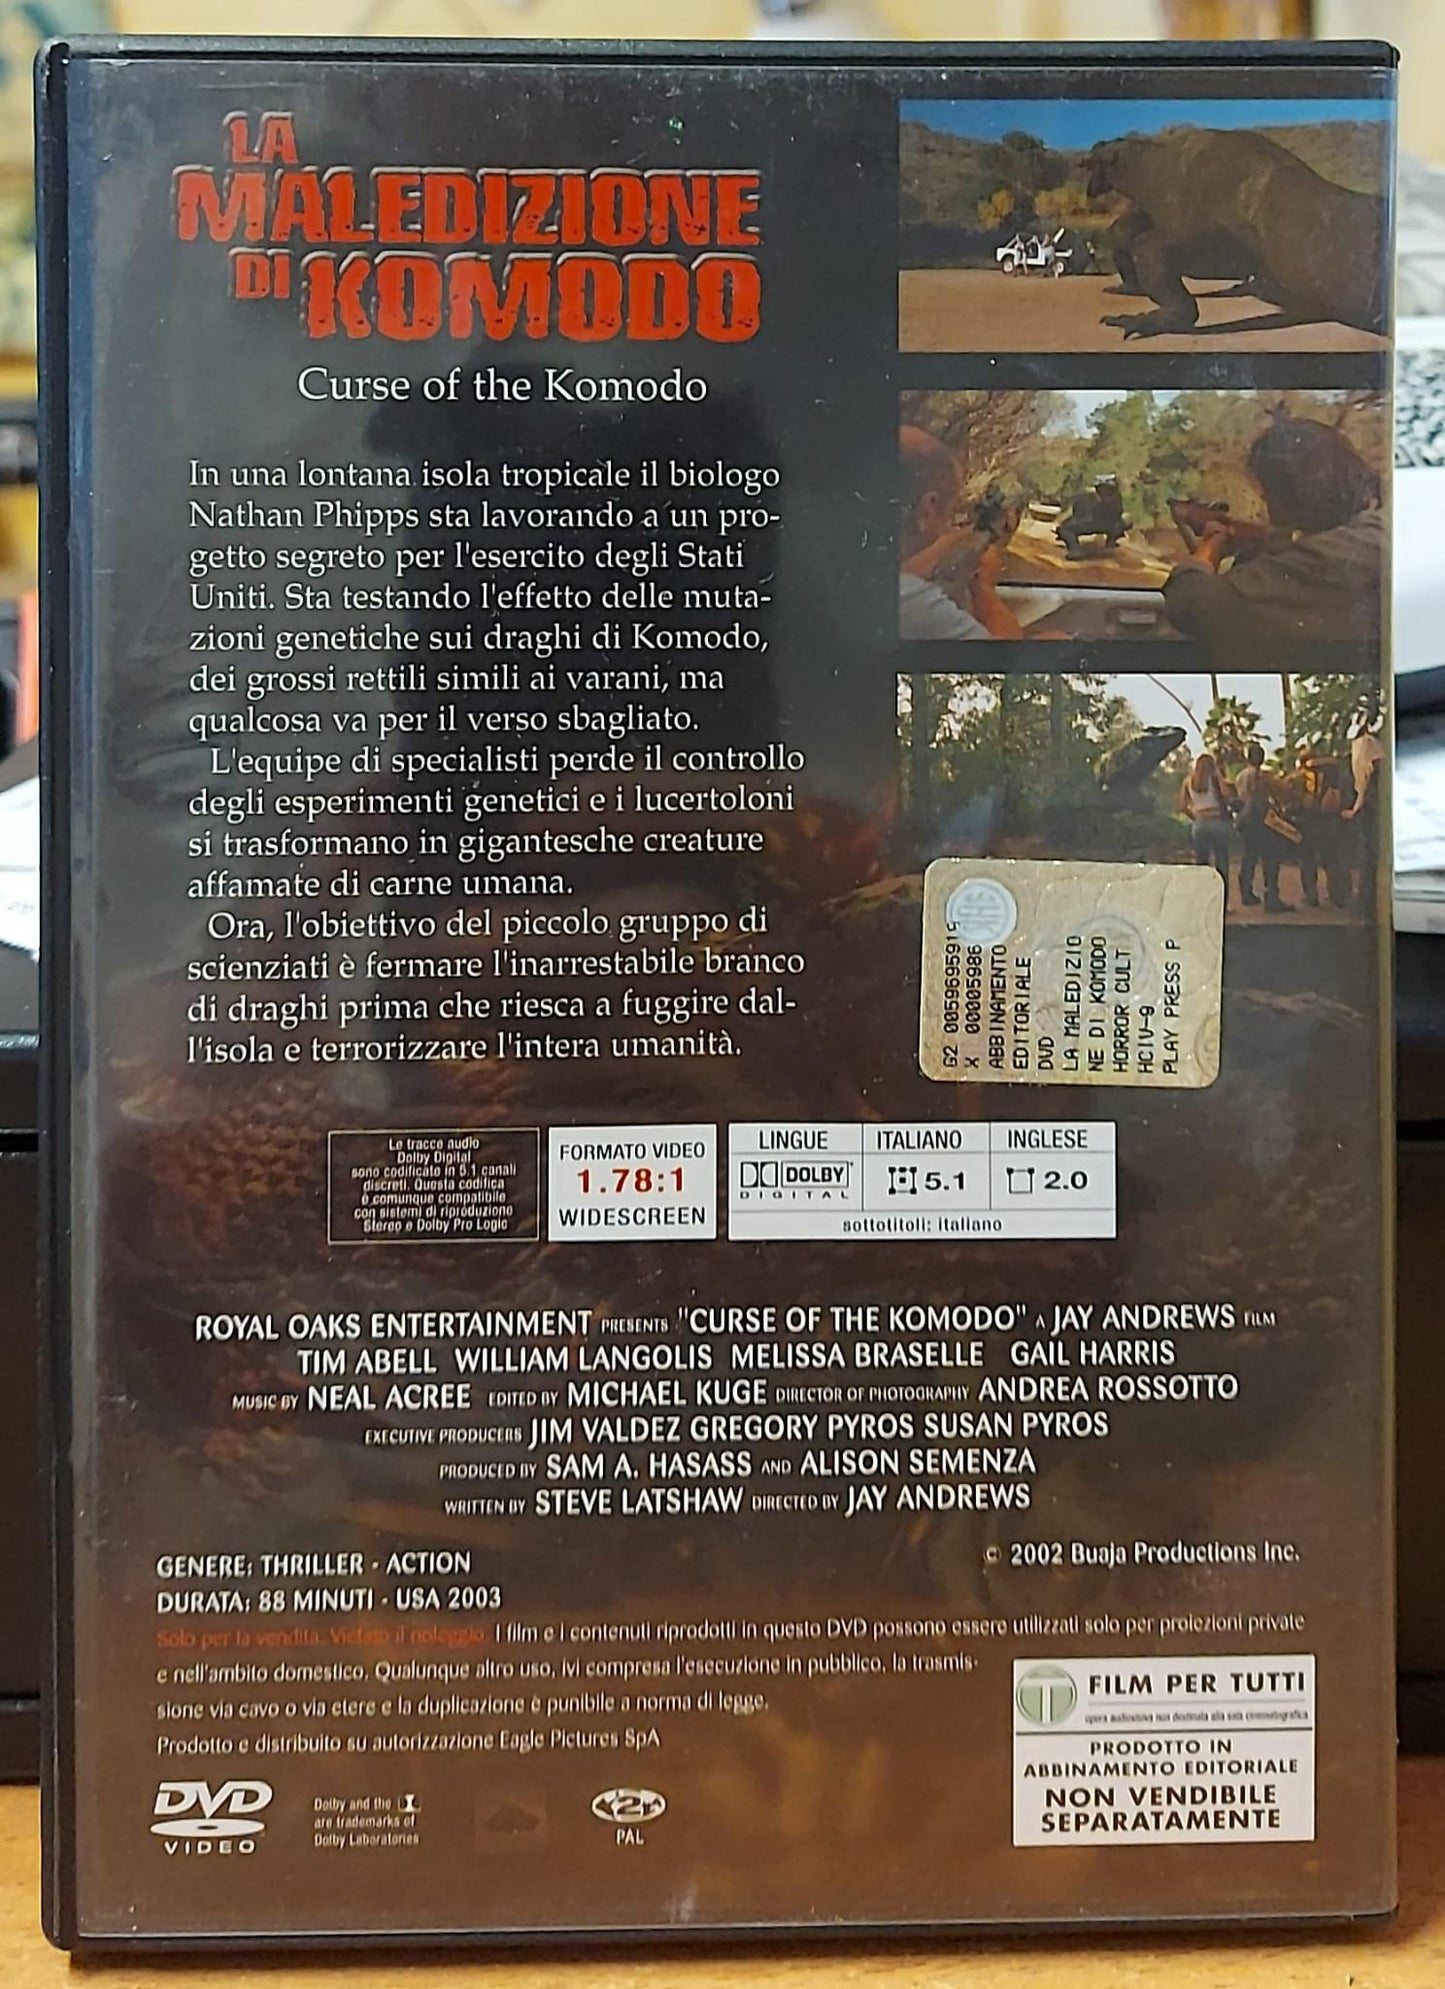 LA
MALEDIZIONE
DI KOMODO
Curse of the Komodo
In una lontana isola tropicale il biologo
Nathan Phipps sta lavorando a un pro-
getto segreto per l'esercito degli Stati
Uniti. Sta testando l'effetto delle muta-
zioni genetiche sui draghi di Komodo,
dei grossi rettili simili ai varani, ma
qualcosa va per il verso sbagliato.
L'equipe di specialisti perde il controllo
degli esperimenti genetici e i lucertoloni
si trasformano in gigantesche creature
affamate di carne umana.
Ora, l'obiettivo del piccolo gruppo di
scienziati è fermare l'inarrestabile branco
di draghi prima che riesca a fuggire dal-
l'isola e terrorizzare l'intera umanità.
G2 0059695919
X 00005986
ABBINAMENTO
EDITORIALE
DVD
LA MALEDIZIO
NE DI KOMODO
HORROR CULT
HCIV-9
PLAY PRESS P
Le tracce audio
Dolby Digital
sono codificate in 5.1 canali
discreti. Questa codifica
è comunque compatibile
con sistemi di riproduzione
Stereo e Dolby Pro Logic
FORMATO VIDEO
1.78:1
WIDESCREEN
LINGUE ITALIANO INGLESE
DOLBY 5.1 2.0
DIGITAL
sottotitoli: italiano
ROYAL OAKS ENTERTAINMENT PRESENTS "CURSE OF THE KOMODO" A JAY ANDREWS FILM
TIM ABELL WILLIAM LANGOLIS MELISSA BRASELLE GAIL HARRIS
MUSIC BY NEAL ACREE EDITED BY MICHAEL KUGE DIRECTOR OF PHOTOGRAPHY ANDREA ROSSOTTO
EXECUTIVE PRODUCERS JIM VALDEZ GREGORY PYROS SUSAN PYROS
PRODUCED BY SAM A. HASASS AND ALISON SEMENZA
WRITTEN BY STEVE LATSHAW DIRECTED BY JAY ANDREWS
GENERE: THRILLER - ACTION
© 2002 Buaja Productions Inc.
DURATA: 88 MINUTI - USA 2003
Solo per la vendita. Vietato il noleggio. I film e i contenuti riprodotti in questo DVD possono essere utilizzati solo per proiezioni private
e nell'ambito domestico. Qualunque altro uso, ivi compresa l'esecuzione in pubblico, la trasmis-
sione via cavo o via etere e la duplicazione è punibile a norma di legge.
Prodotto e distribuito su autorizzazione Eagle Pictures SpA
T FILM PER TUTTI
opera audiovisiva non destinata alla sala cinematografica
PRODOTTO IN
ABBINAMENTO EDITORIALE
NON VENDIBILE
SEPARATAMENTE
DVD
VIDEO
Dolby and the
are trademarks of
Dolby Laboratories
2
PAL